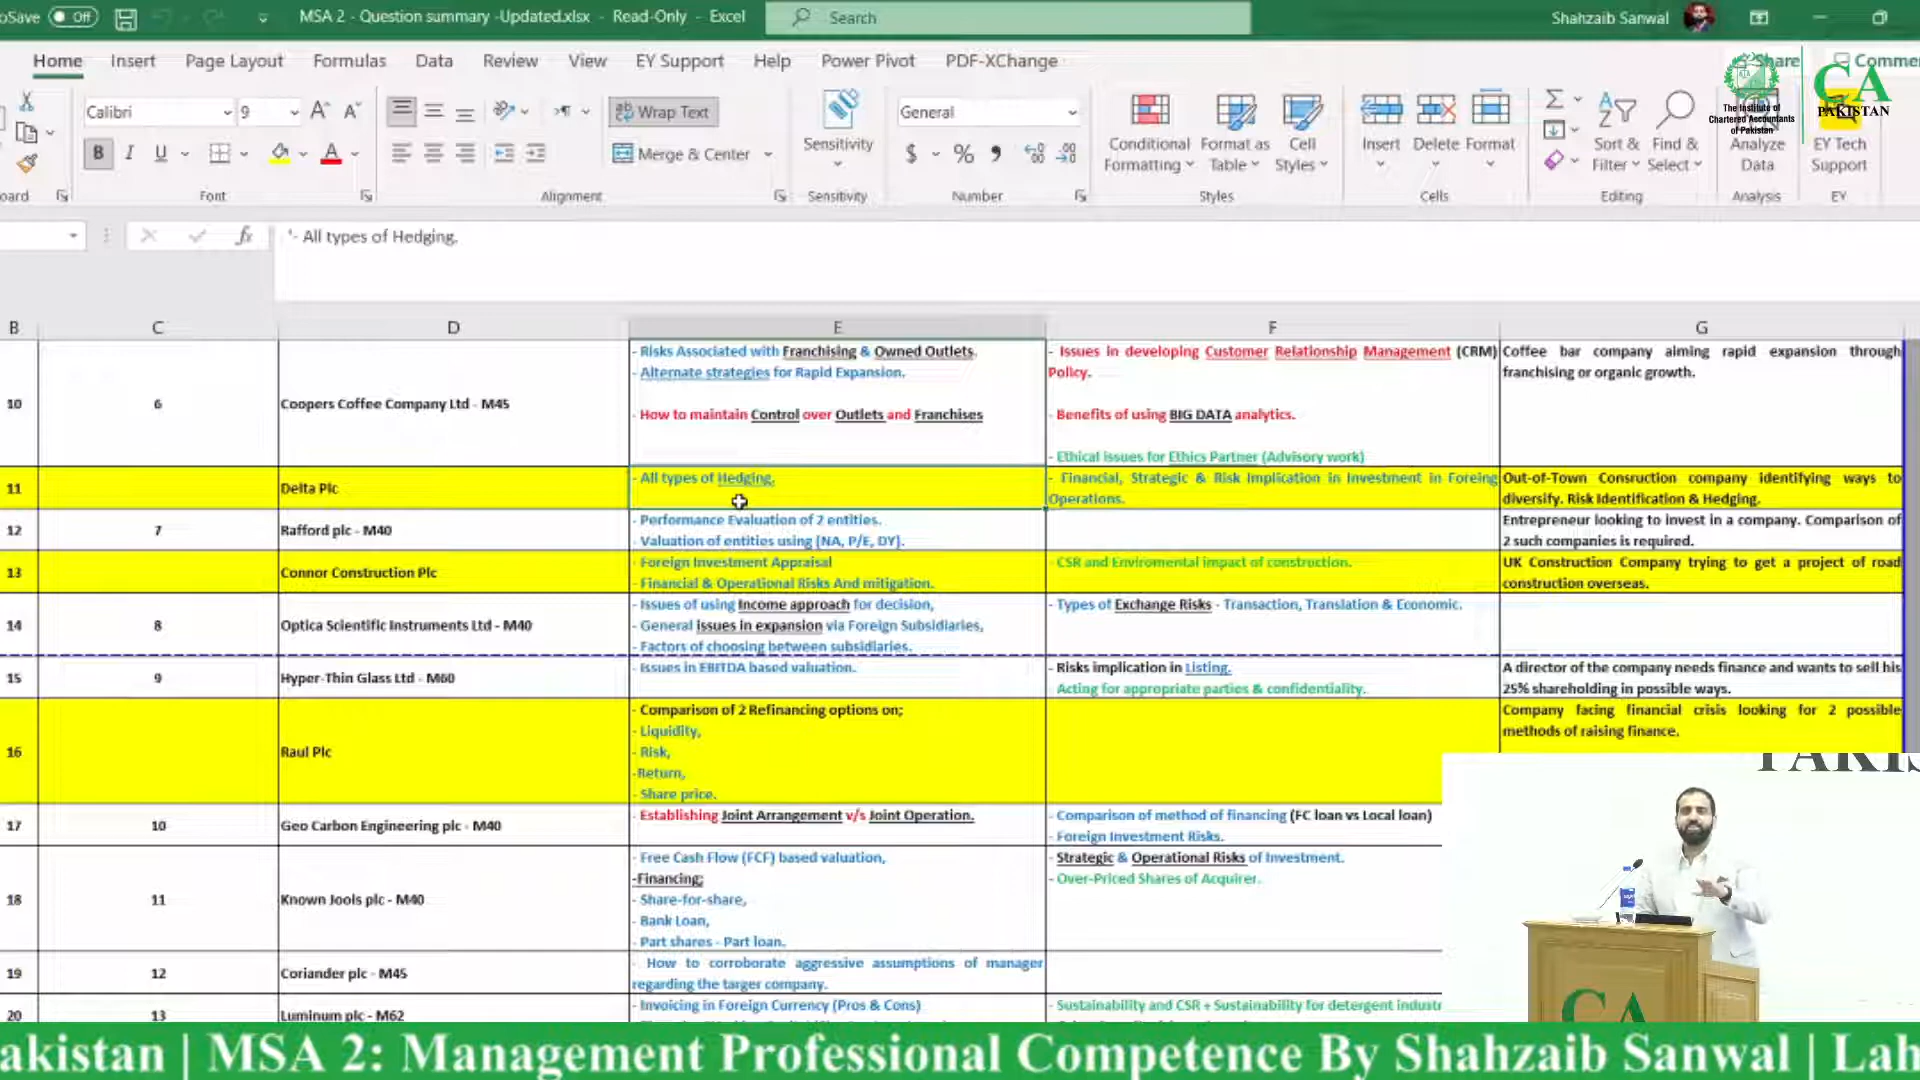 oSave Off MSA 2 - Question summary -Updated.xlsx - Read-Only - Excel Search Shahzaib Sanwal
Home Insert Page Layout Formulas Data Review View EY Support Help Power Pivot PDF-XChange Share Comme
Calibri 9 Wrap Text General
B I U Merge & Center $ % Sensitivity Conditional Formatting Format as Table Cell Styles Insert Delete Format Sort & Filter Find & Select Analyze Data EY Tech Support
oard Font Alignment Sensitivity Number Styles Cells Editing Analysis EY
The Institute of
Chartered Accountants
of Pakistan
CA
PAKISTAN
fx '- All types of Hedging.
B C D E F G
10 6 Coopers Coffee Company Ltd - M45
- Risks Associated with Franchising & Owned Outlets.
- Alternate strategies for Rapid Expansion.
- How to maintain Control over Outlets and Franchises
- Issues in developing Customer Relationship Management (CRM)
Policy.
- Benefits of using BIG DATA analytics.
- Ethical issues for Ethics Partner (Advisory work)
Coffee bar company aiming rapid expansion through
franchising or organic growth.
11 Delta Plc
- All types of Hedging.
- Financial, Strategic & Risk Implication in Investment in Foreing
Operations.
Out-of-Town Consruction company identifying ways to
diversify. Risk Identification & Hedging.
12 7 Rafford plc - M40
- Performance Evaluation of 2 entities.
- Valuation of entities using [NA, P/E, DY].
Entrepreneur looking to invest in a company. Comparison of
2 such companies is required.
13 Connor Construction Plc
- Foreign Investment Appraisal
- Financial & Operational Risks And mitigation.
- CSR and Enviromental impact of construction.
UK Construction Company trying to get a project of road
construction overseas.
14 8 Optica Scientific Instruments Ltd - M40
- Issues of using Income approach for decision,
- General issues in expansion via Foreign Subsidiaries,
- Factors of choosing between subsidiaries.
- Types of Exchange Risks - Transaction, Translation & Economic.
15 9 Hyper-Thin Glass Ltd - M60
- Issues in EBITDA based valuation.
- Risks implication in Listing.
- Acting for appropriate parties & confidentiality.
A director of the company needs finance and wants to sell his
25% shareholding in possible ways.
16 Raul Plc
- Comparison of 2 Refinancing options on;
- Liquidity,
- Risk,
-Return,
- Share price.
Company facing financial crisis looking for 2 possible
methods of raising finance.
17 10 Geo Carbon Engineering plc - M40
- Establishing Joint Arrangement v/s Joint Operation.
- Comparison of method of financing (FC loan vs Local loan)
- Foreign Investment Risks.
18 11 Known Jools plc - M40
- Free Cash Flow (FCF) based valuation,
-Financing;
- Share-for-share,
- Bank Loan,
- Part shares - Part loan.
- Strategic & Operational Risks of Investment.
- Over-Priced Shares of Acquirer.
19 12 Coriander plc - M45
- How to corroborate aggressive assumptions of manager
regarding the targer company.
20 13 Luminum plc - M62
- Invoicing in Foreign Currency (Pros & Cons)
- Sustainability and CSR + Sustainability for detergent industr
CA
akistan | MSA 2: Management Professional Competence By Shahzaib Sanwal | Lah